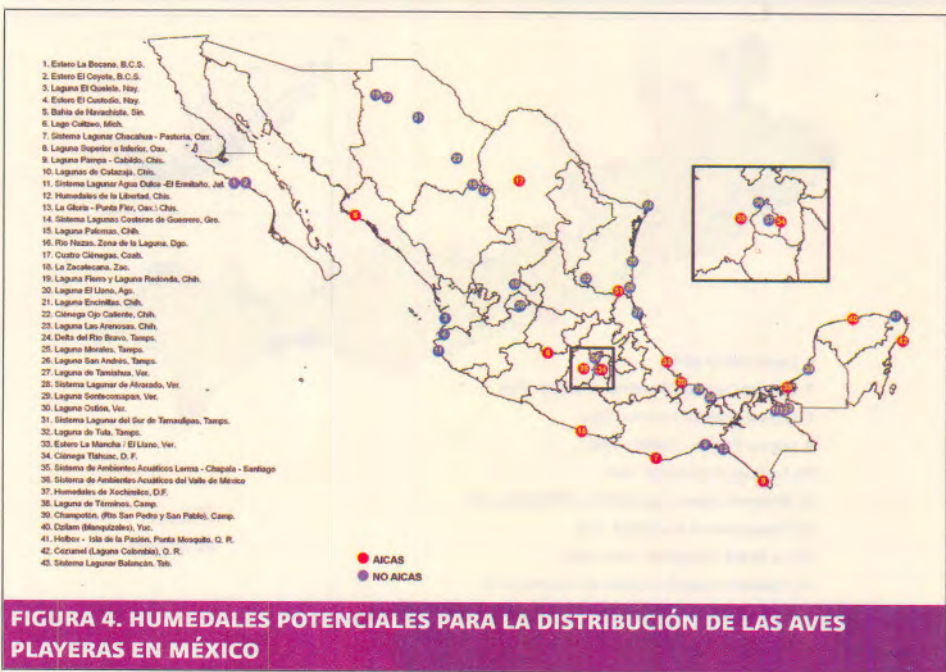 1. Estero La Bocana, B.C.S.
2. Estero El Coyote, B.C.S.
3. Laguna El Quelele, Nay.
4. Estero El Custodio, Nay.
5. Bahía de Navachiste, Sin.
6. Lago Cuitzeo, Mich.
7. Sistema Lagunar Chacahua - Pastoría, Oax.
8. Laguna Superior e Inferior, Oax.
9. Laguna Pampa - Cabildo, Chis.
10. Lagunas de Catazajá, Chis.
11. Sistema Lagunar Agua Dulce -El Ermitaño, Jal.
12. Humedales de la Libertad, Chis.
13. La Gloria - Punta Flor, Oax.\ Chis.
14. Sistema Lagunas Costeras de Guerrero, Gro.
15. Laguna Palomas, Chih.
16. Río Nazas, Zona de la Laguna, Dgo.
17. Cuatro Ciénegas, Coah.
18. La Zacatecana, Zac.
19. Laguna Fierro y Laguna Redonda, Chih.
20. Laguna El Llano, Ags.
21. Laguna Encinillas, Chih.
22. Ciénega Ojo Caliente, Chih.
23. Laguna Las Arenosas, Chih.
24. Delta del Río Bravo, Tamps.
25. Laguna Morales, Tamps.
26. Laguna San Andrés, Tamps.
27. Laguna de Tamiahua, Ver.
28. Sistema Lagunar de Alvarado, Ver.
29. Laguna Sontecomapan, Ver.
30. Laguna Ostión, Ver.
31. Sistema Lagunar del Sur de Tamaulipas, Tamps.
32. Laguna de Tula, Tamps.
33. Estero La Mancha / El Llano, Ver.
34. Ciénega Tlahuac, D. F.
35. Sistema de Ambientes Acuáticos Lerma - Chapala - Santiago
36. Sistema de Ambientes Acuáticos del Valle de México
37. Humedales de Xochimilco, D.F.
38. Laguna de Términos, Camp.
39. Champotón, (Río San Pedro y San Pablo), Camp.
40. Dzilam (blanquizales), Yuc.
41. Holbox - Isla de la Pasión, Punta Mosquito, Q. R.
42. Cozumel (Laguna Colombia), Q. R.
43. Sistema Lagunar Balancán, Tab.
AICAS
NO AICAS
FIGURA 4. HUMEDALES POTENCIALES PARA LA DISTRIBUCIÓN DE LAS AVES
PLAYERAS EN MÉXICO